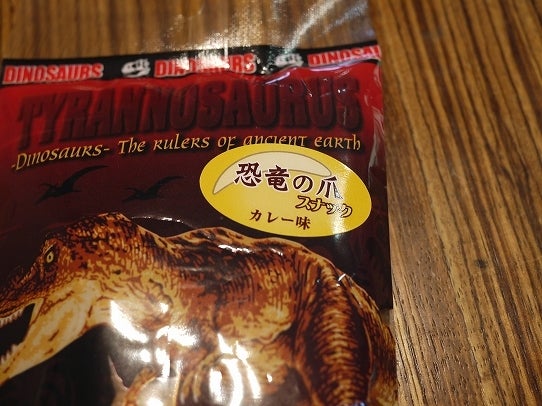 DINOSAURS DINOSAURS DINOSAURS
TYRANNOSAURUS
-Dinosaurs- The rulers of ancient earth
恐竜の爪
スナック
カレー味